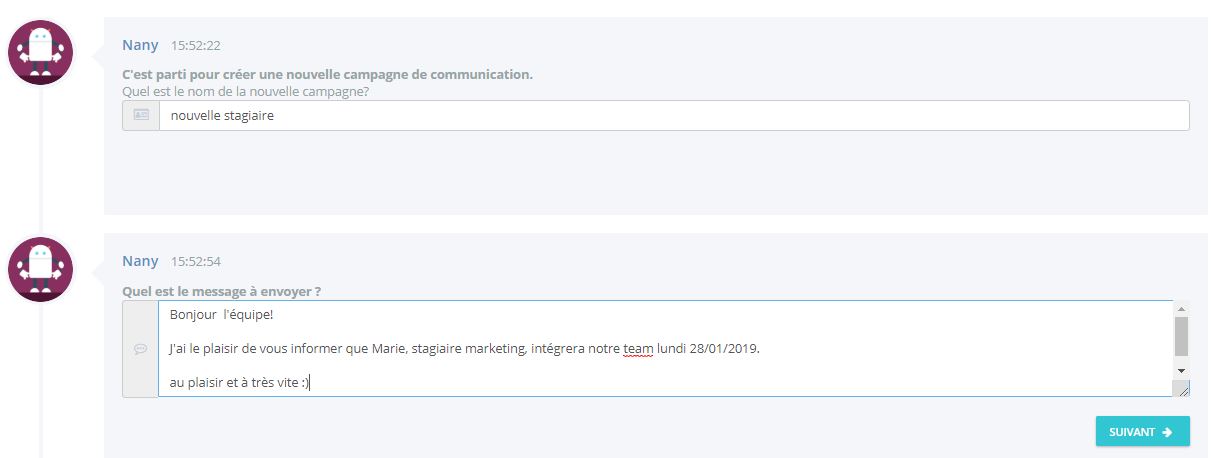 Nany 15:52:22
C'est parti pour créer une nouvelle campagne de communication.
Quel est le nom de la nouvelle campagne?
nouvelle stagiaire
Nany 15:52:54
Quel est le message à envoyer ?
Bonjour  l'équipe!
J'ai le plaisir de vous informer que Marie, stagiaire marketing, intégrera notre team lundi 28/01/2019.
au plaisir et à très vite :)
SUIVANT